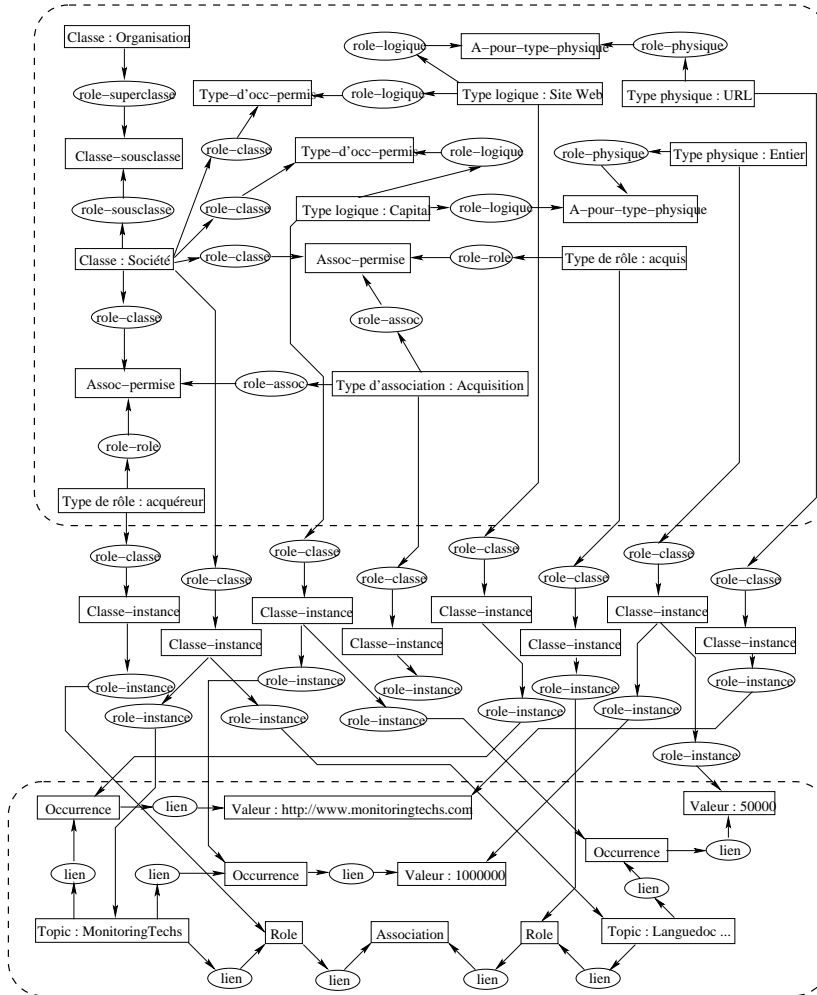 Classe : Organisation
role-logique
A-pour-type-physique
role-physique
role-superclasse
Type-d'occ-permis
role-logique
Type logique : Site Web
Type physique : URL
Classe-sousclasse
role-classe
Type-d'occ-permis
role-logique
role-physique
Type physique : Entier
role-sousclasse
role-classe
Type logique : Capital
role-logique
A-pour-type-physique
Classe : Société
role-classe
Assoc-permise
role-role
Type de rôle : acquis
role-classe
role-assoc
Assoc-permise
role-assoc
Type d'association : Acquisition
role-role
Type de rôle : acquéreur
role-classe
role-classe
role-classe
role-classe
role-classe
role-classe
role-classe
role-classe
Classe-instance
Classe-instance
Classe-instance
Classe-instance
Classe-instance
Classe-instance
Classe-instance
Classe-instance
role-instance
role-instance
role-instance
role-instance
role-instance
role-instance
role-instance
role-instance
role-instance
role-instance
role-instance
Occurrence
lien
Valeur : http://www.monitoringtechs.com
Valeur : 50000
lien
lien
Occurrence
lien
Valeur : 1000000
Occurrence
lien
lien
Topic : MonitoringTechs
Role
Association
Role
Topic : Languedoc ...
lien
lien
lien
lien